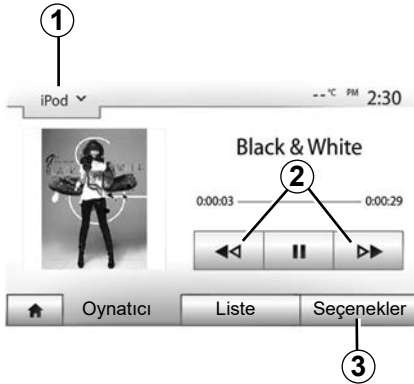 1
iPod
--°C PM 2:30
Black & White
2
0:00:03 0:00:29
Oynatıcı Liste Seçenekler
3